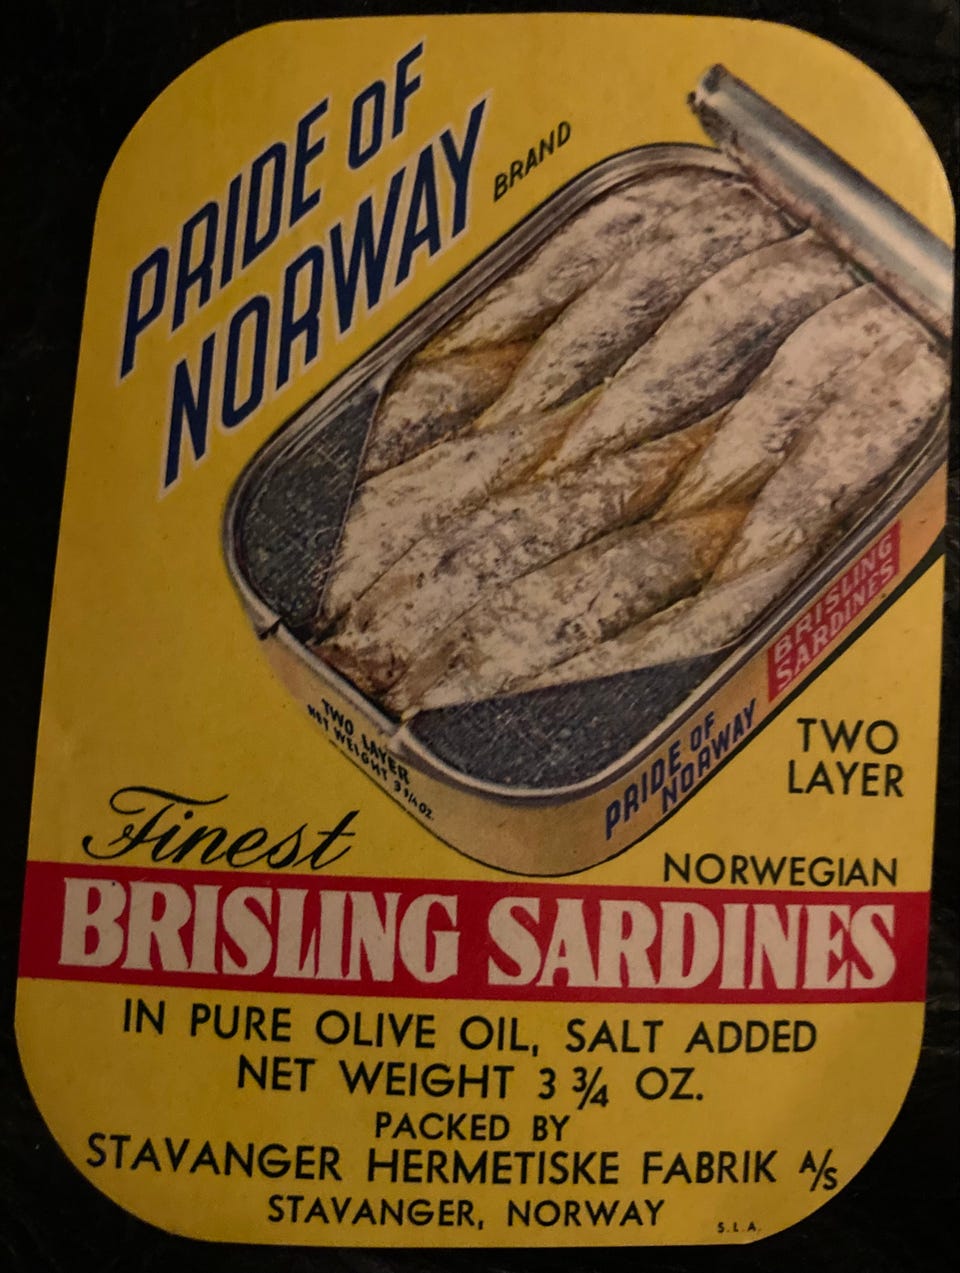 PRIDE OF
NORWAY
BRAND
TWO LAYER
NET WEIGHT 3 3/4 OZ.
PRIDE OF
NORWAY
BRISLING
SARDINES
TWO
LAYER
Finest
NORWEGIAN
BRISLING SARDINES
IN PURE OLIVE OIL, SALT ADDED
NET WEIGHT 3 3/4 OZ.
PACKED BY
STAVANGER HERMETISKE FABRIK A/S
STAVANGER, NORWAY
S.L.A.